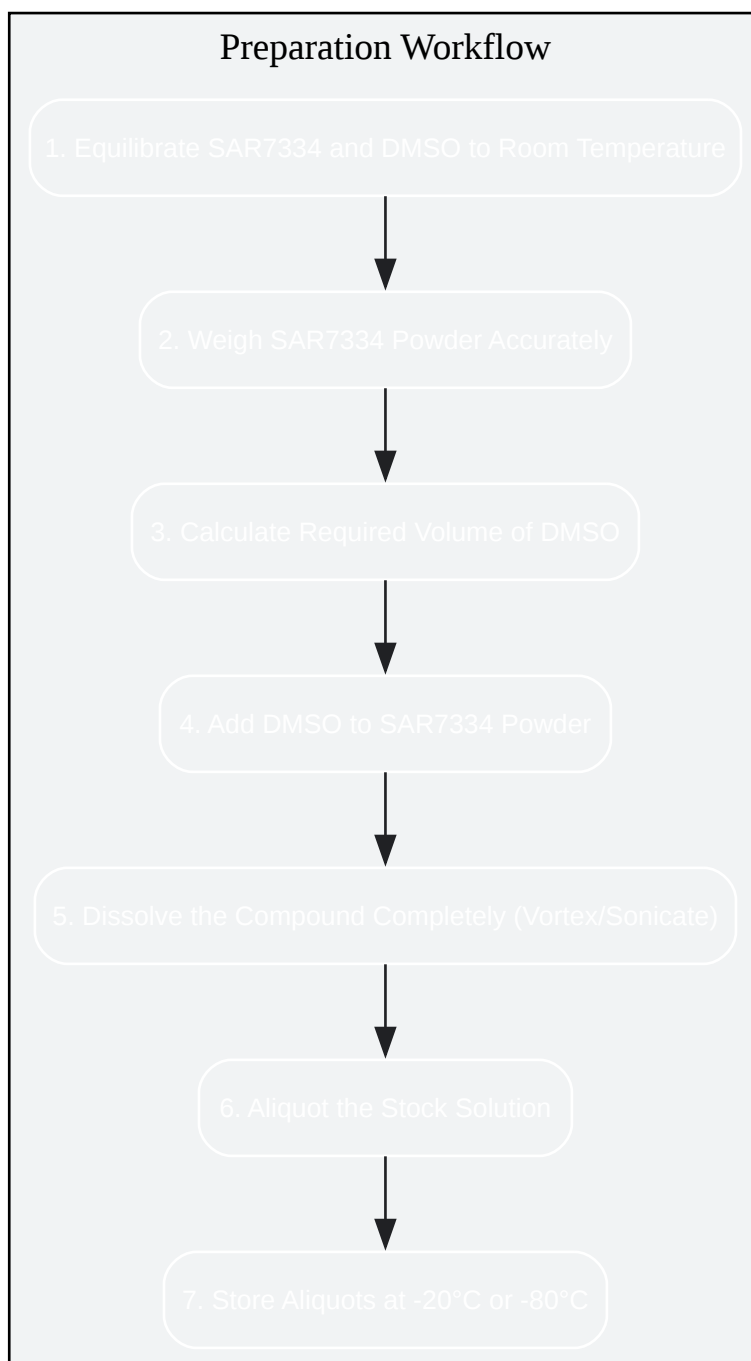 Preparation Workflow
1. Equilibrate SAR7334 and DMSO to Room Temperature
2. Weigh SAR7334 Powder Accurately
3. Calculate Required Volume of DMSO
4. Add DMSO to SAR7334 Powder
5. Dissolve the Compound Completely (Vortex/Sonicate)
6. Aliquot the Stock Solution
7. Store Aliquots at -20°C or -80°C